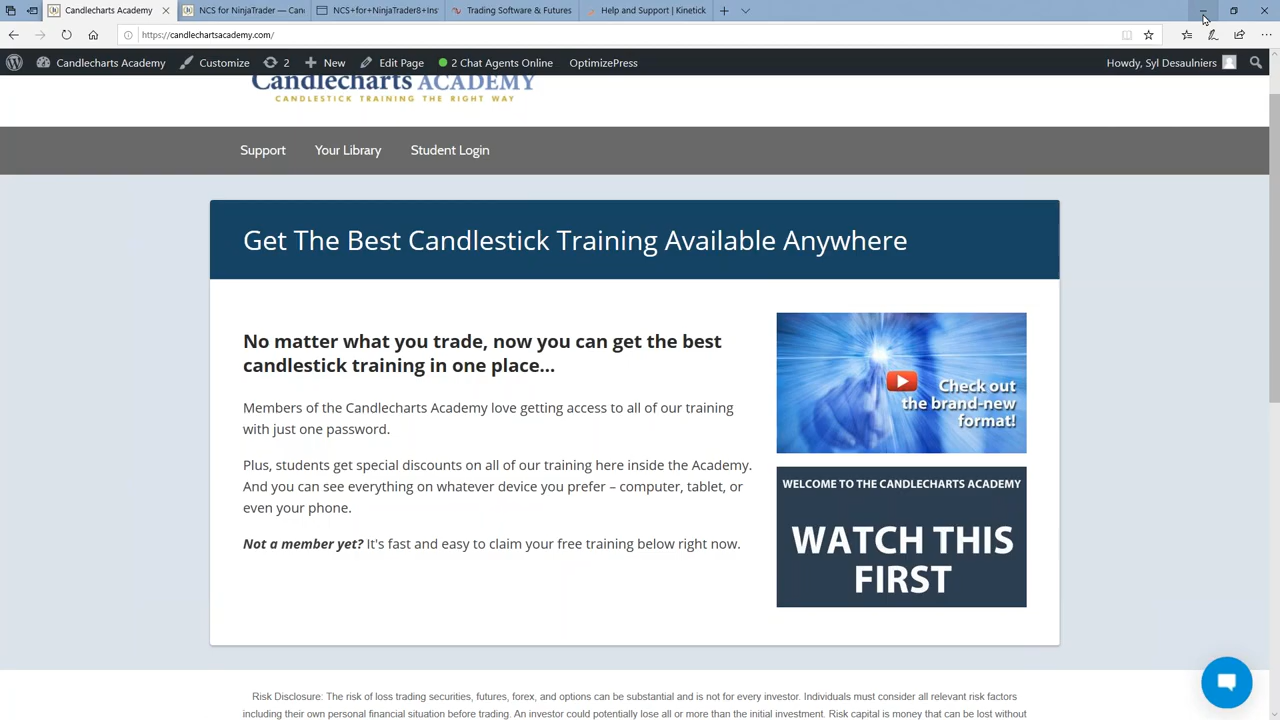 Candlecharts Academy
NCS for NinjaTrader — Can
NCS+for+NinjaTrader8+Ins
Trading Software & Futures
Help and Support | Kinetick
https://candlechartsacademy.com/
Candlecharts Academy
Customize
2
New
Edit Page
2 Chat Agents Online
OptimizePress
Howdy, Syl Desaulniers
Candlecharts ACADEMY
CANDLESTICK TRAINING THE RIGHT WAY
Support
Your Library
Student Login
Get The Best Candlestick Training Available Anywhere
No matter what you trade, now you can get the best
candlestick training in one place...
Members of the Candlecharts Academy love getting access to all of our training
with just one password.
Plus, students get special discounts on all of our training here inside the Academy.
And you can see everything on whatever device you prefer – computer, tablet, or
even your phone.
Not a member yet? It's fast and easy to claim your free training below right now.
Check out
the brand-new
format!
WELCOME TO THE CANDLECHARTS ACADEMY
WATCH THIS
FIRST
Risk Disclosure: The risk of loss trading securities, futures, forex, and options can be substantial and is not for every investor. Individuals must consider all relevant risk factors
including their own personal financial situation before trading. An investor could potentially lose all or more than the initial investment. Risk capital is money that can be lost without